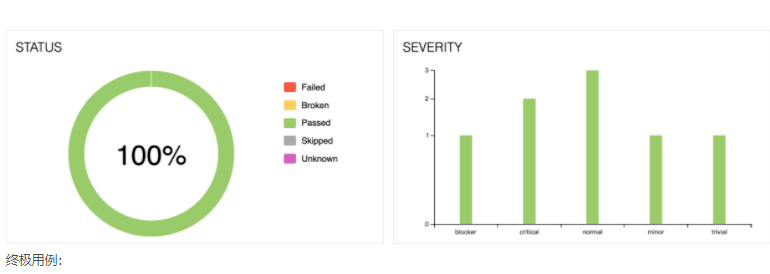 STATUS
100%
Failed
Broken
Passed
Skipped
Unknown
SEVERITY
3
2
1
0
blocker
critical
normal
minor
trivial
终极用例: